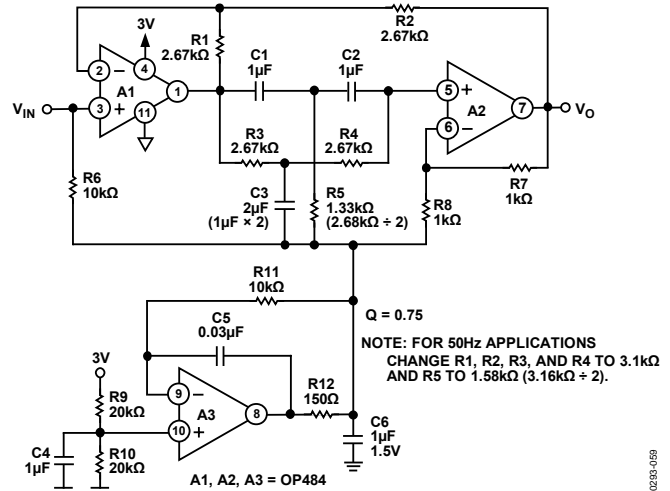 3V
R1
2.67kΩ
R2
2.67kΩ
C1
1µF
C2
1µF
2
−
4
A1
1
3
+
11
VIN
5
+
A2
7
6
−
VO
R3
2.67kΩ
R4
2.67kΩ
R6
10kΩ
C3
2µF
(1µF × 2)
R5
1.33kΩ
(2.68kΩ ÷ 2)
R8
1kΩ
R7
1kΩ
R11
10kΩ
C5
0.03µF
Q = 0.75
NOTE: FOR 50Hz APPLICATIONS
CHANGE R1, R2, R3, AND R4 TO 3.1kΩ
AND R5 TO 1.58kΩ (3.16kΩ ÷ 2).
3V
R9
20kΩ
9
−
A3
8
10
+
R12
150Ω
C4
1µF
R10
20kΩ
C6
1µF
1.5V
A1, A2, A3 = OP484
0293-059